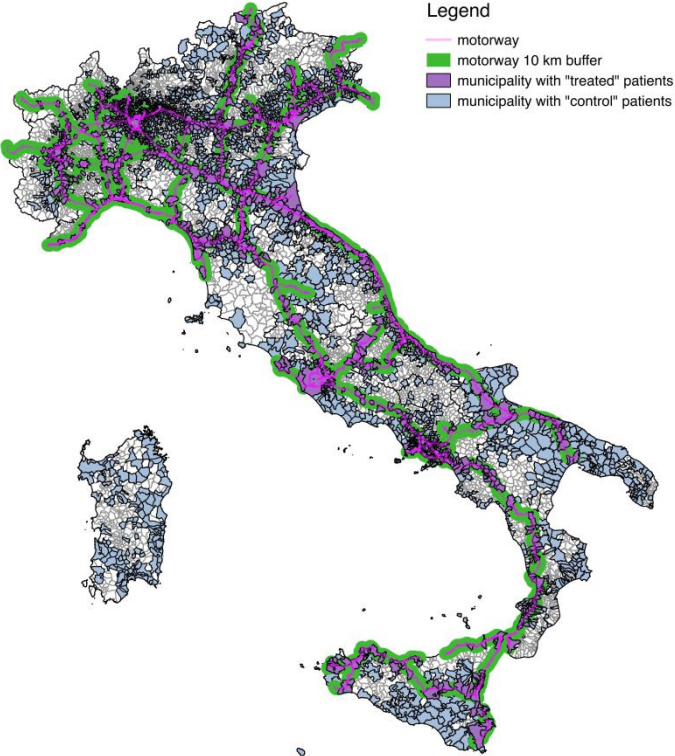 Legend
motorway
motorway 10 km buffer
municipality with "treated" patients
municipality with "control" patients